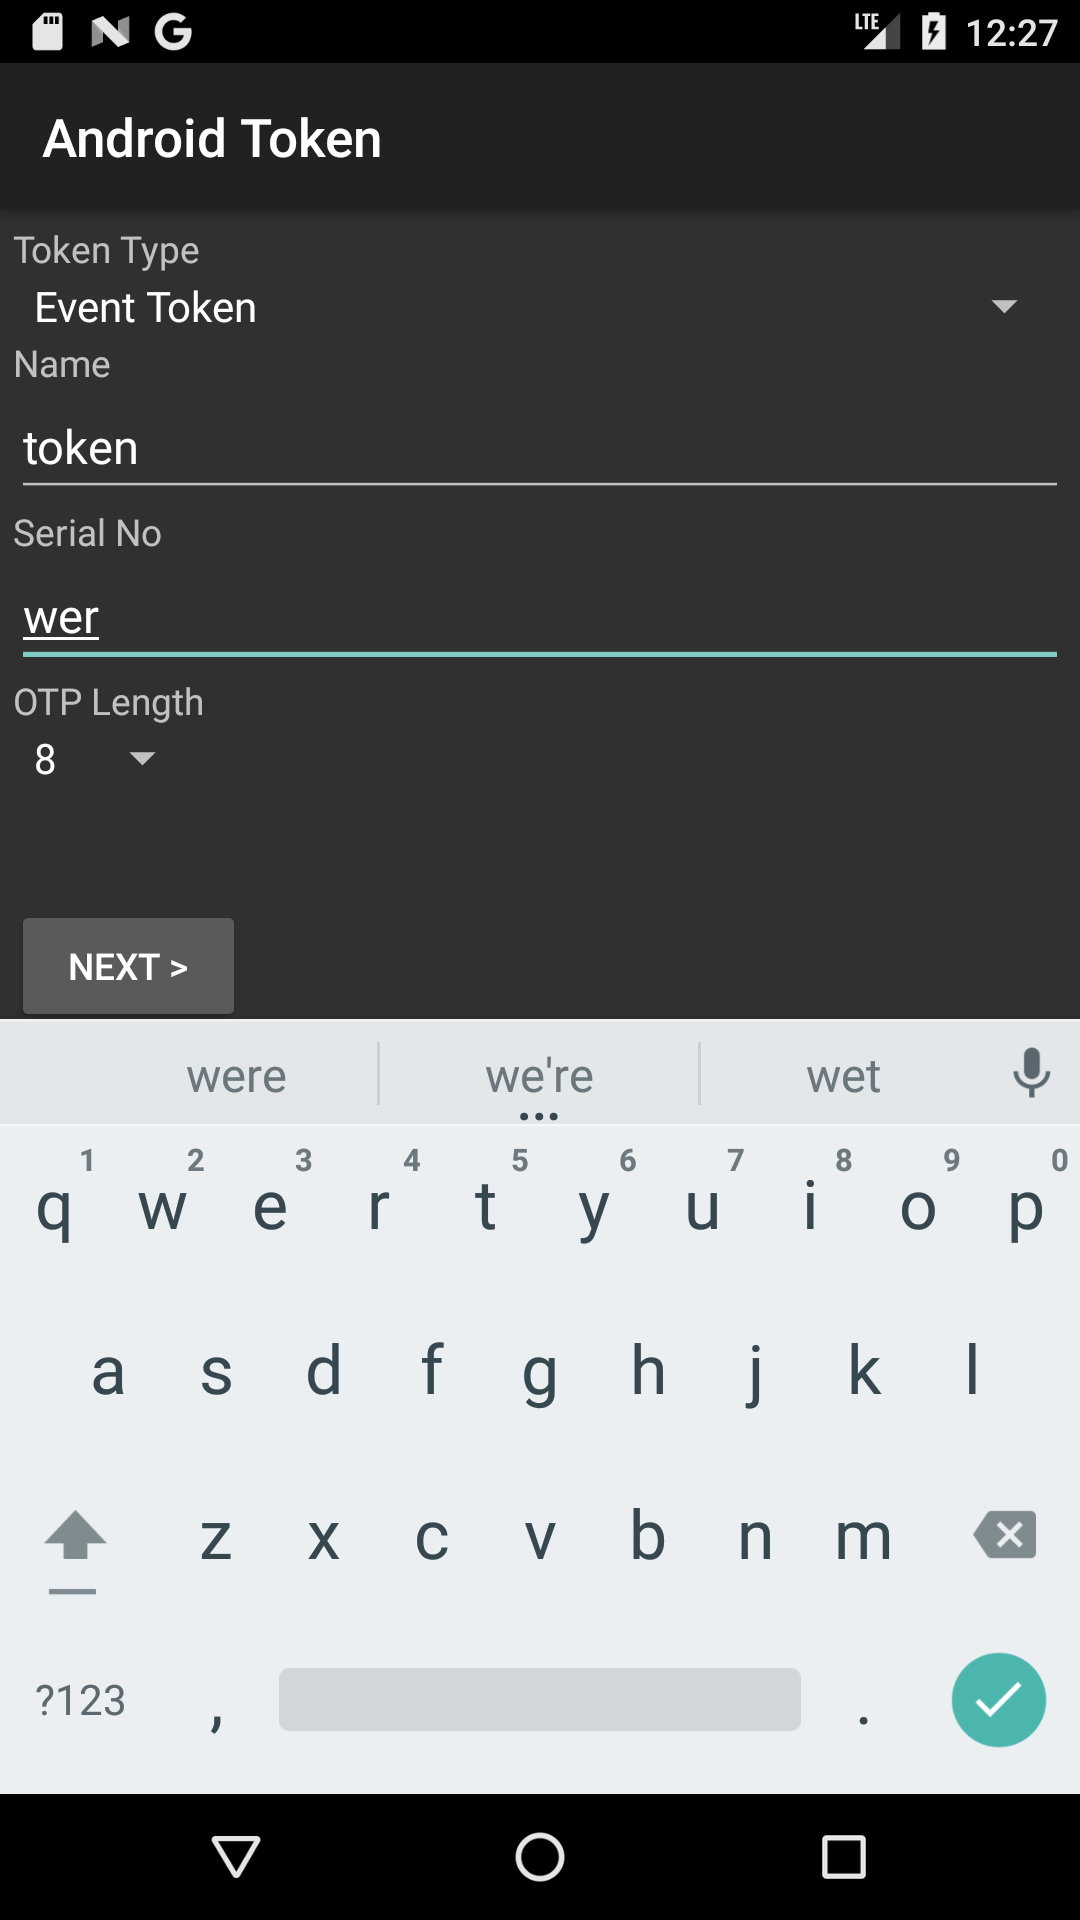 LTE 12:27
Android Token
Token Type
Event Token
Name
token
Serial No
wer
OTP Length
8
NEXT >
were we're wet
1 2 3 4 5 6 7 8 9 0
q w e r t y u i o p
a s d f g h j k l
z x c v b n m
?123 , .